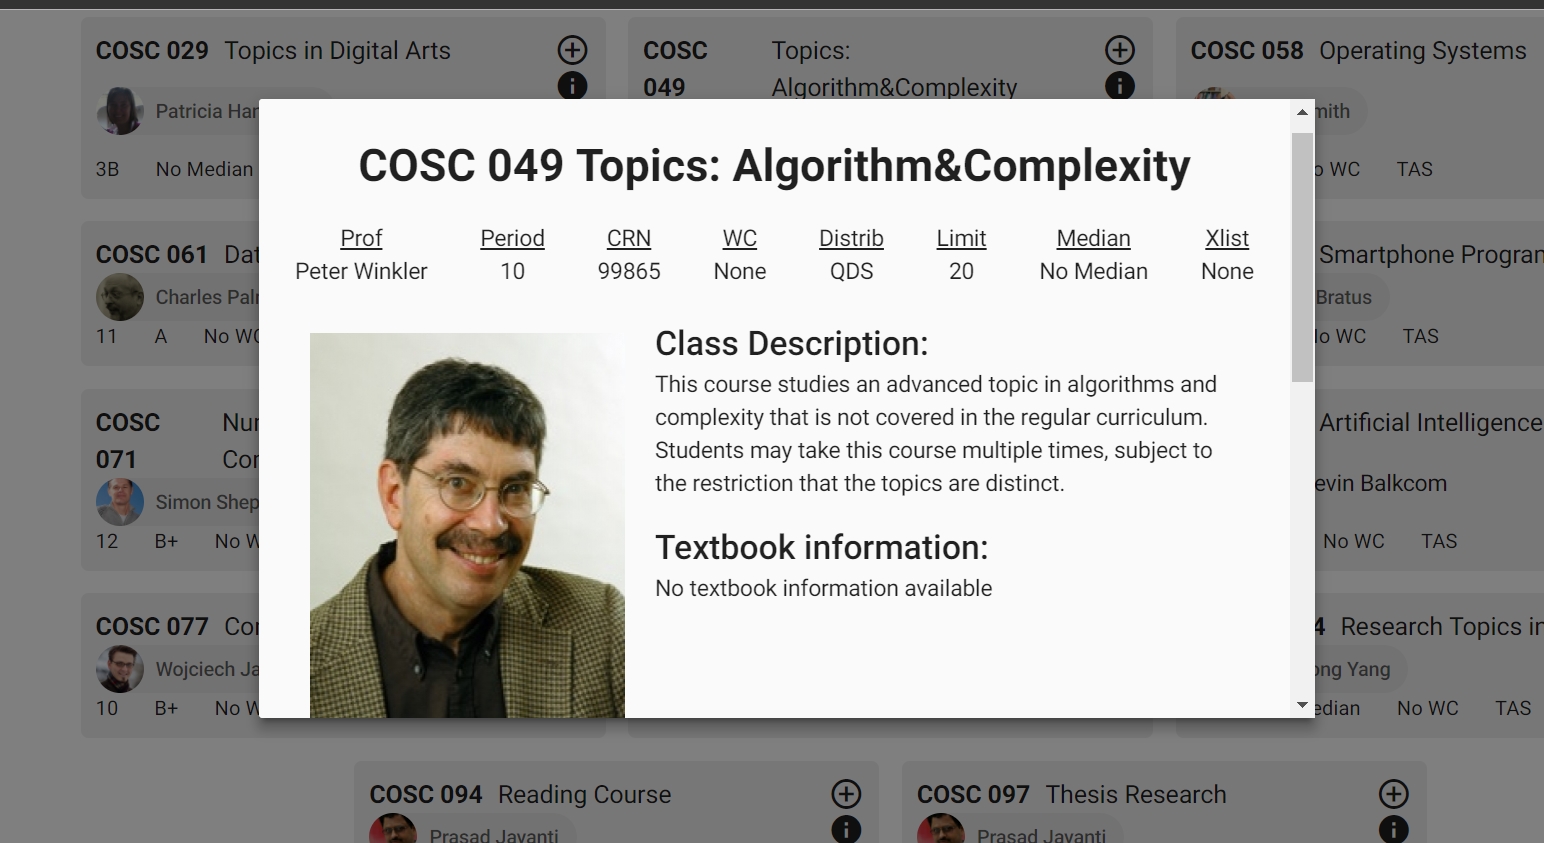 COSC 029 Topics in Digital Arts
Patricia Han
3B No Median
COSC Topics:
049 Algorithm&Complexity
COSC 058 Operating Systems
mith
WC TAS
COSC 049 Topics: Algorithm&Complexity
Prof Period CRN WC Distrib Limit Median Xlist
Peter Winkler 10 99865 None QDS 20 No Median None
Class Description:
This course studies an advanced topic in algorithms and
complexity that is not covered in the regular curriculum.
Students may take this course multiple times, subject to
the restriction that the topics are distinct.
Textbook information:
No textbook information available
COSC 061 Dat
Charles Paln
11 A No WC
Smartphone Program
Bratus
WC TAS
COSC Nur
071 Cor
Simon Shep
12 B+ No W
Artificial Intelligence
evin Balkcom
No WC TAS
COSC 077 Cor
Wojciech Ja
10 B+ No W
4 Research Topics in
ong Yang
edian No WC TAS
COSC 094 Reading Course
Prasad Jayanti
COSC 097 Thesis Research
Prasad Jayanti